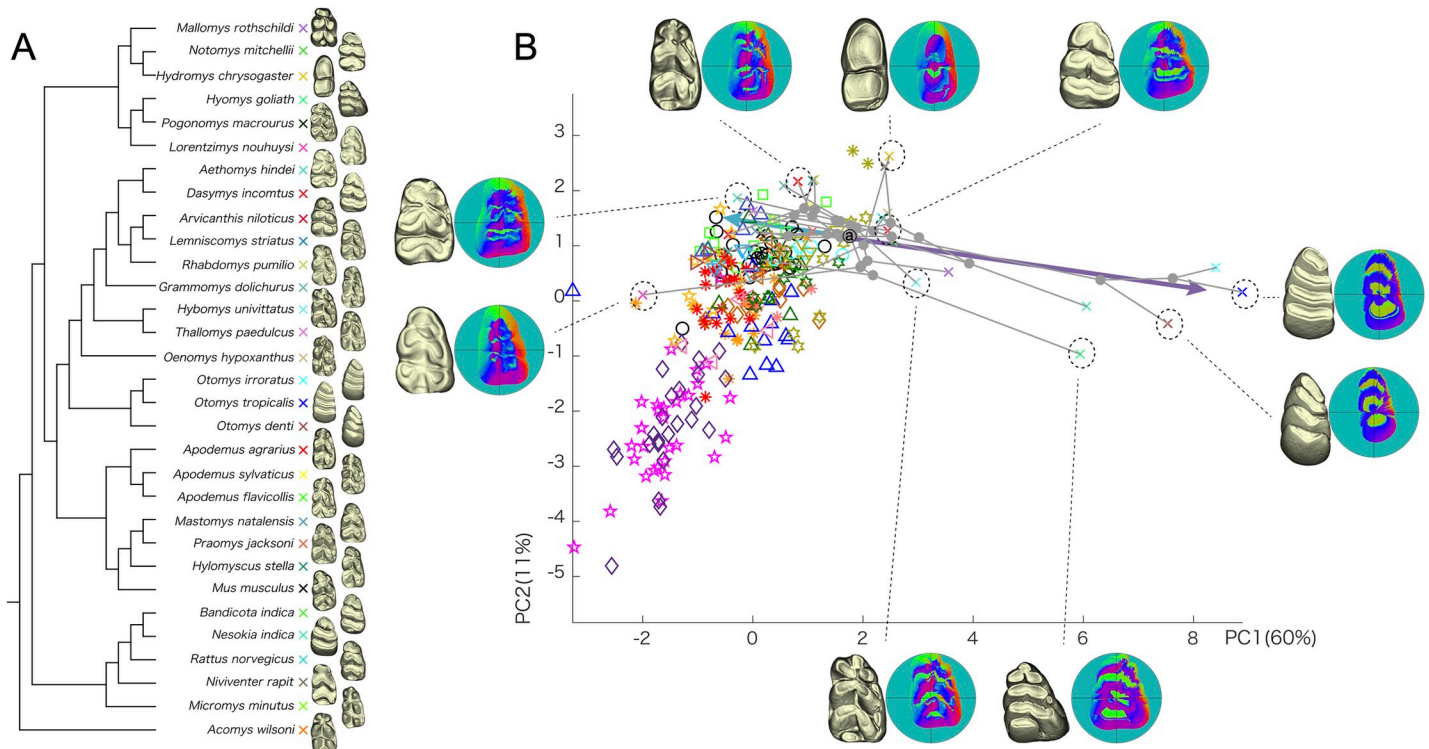 A
Mallomys rothschildi
Notomys mitchellii
Hydromys chrysogaster
Hyomys goliath
Pogonomys macrourus
Lorentzimys nouhuysi
Aethomys hindei
Dasymys incomtus
Arvicanthis niloticus
Lemniscomys striatus
Rhabdomys pumilio
Grammomys dolichurus
Hybomys univittatus
Thallomys paedulcus
Oenomys hypoxanthus
Otomys irroratus
Otomys tropicalis
Otomys denti
Apodemus agrarius
Apodemus sylvaticus
Apodemus flavicollis
Mastomys natalensis
Praomys jacksoni
Hylomyscus stella
Mus musculus
Bandicota indica
Nesokia indica
Rattus norvegicus
Niviventer rapit
Micromys minutus
Acomys wilsoni
B
3
2
1
0
-1
-2
-3
-4
-5
PC2(11%)
a
-2 0 2 4 6 8 PC1(60%)